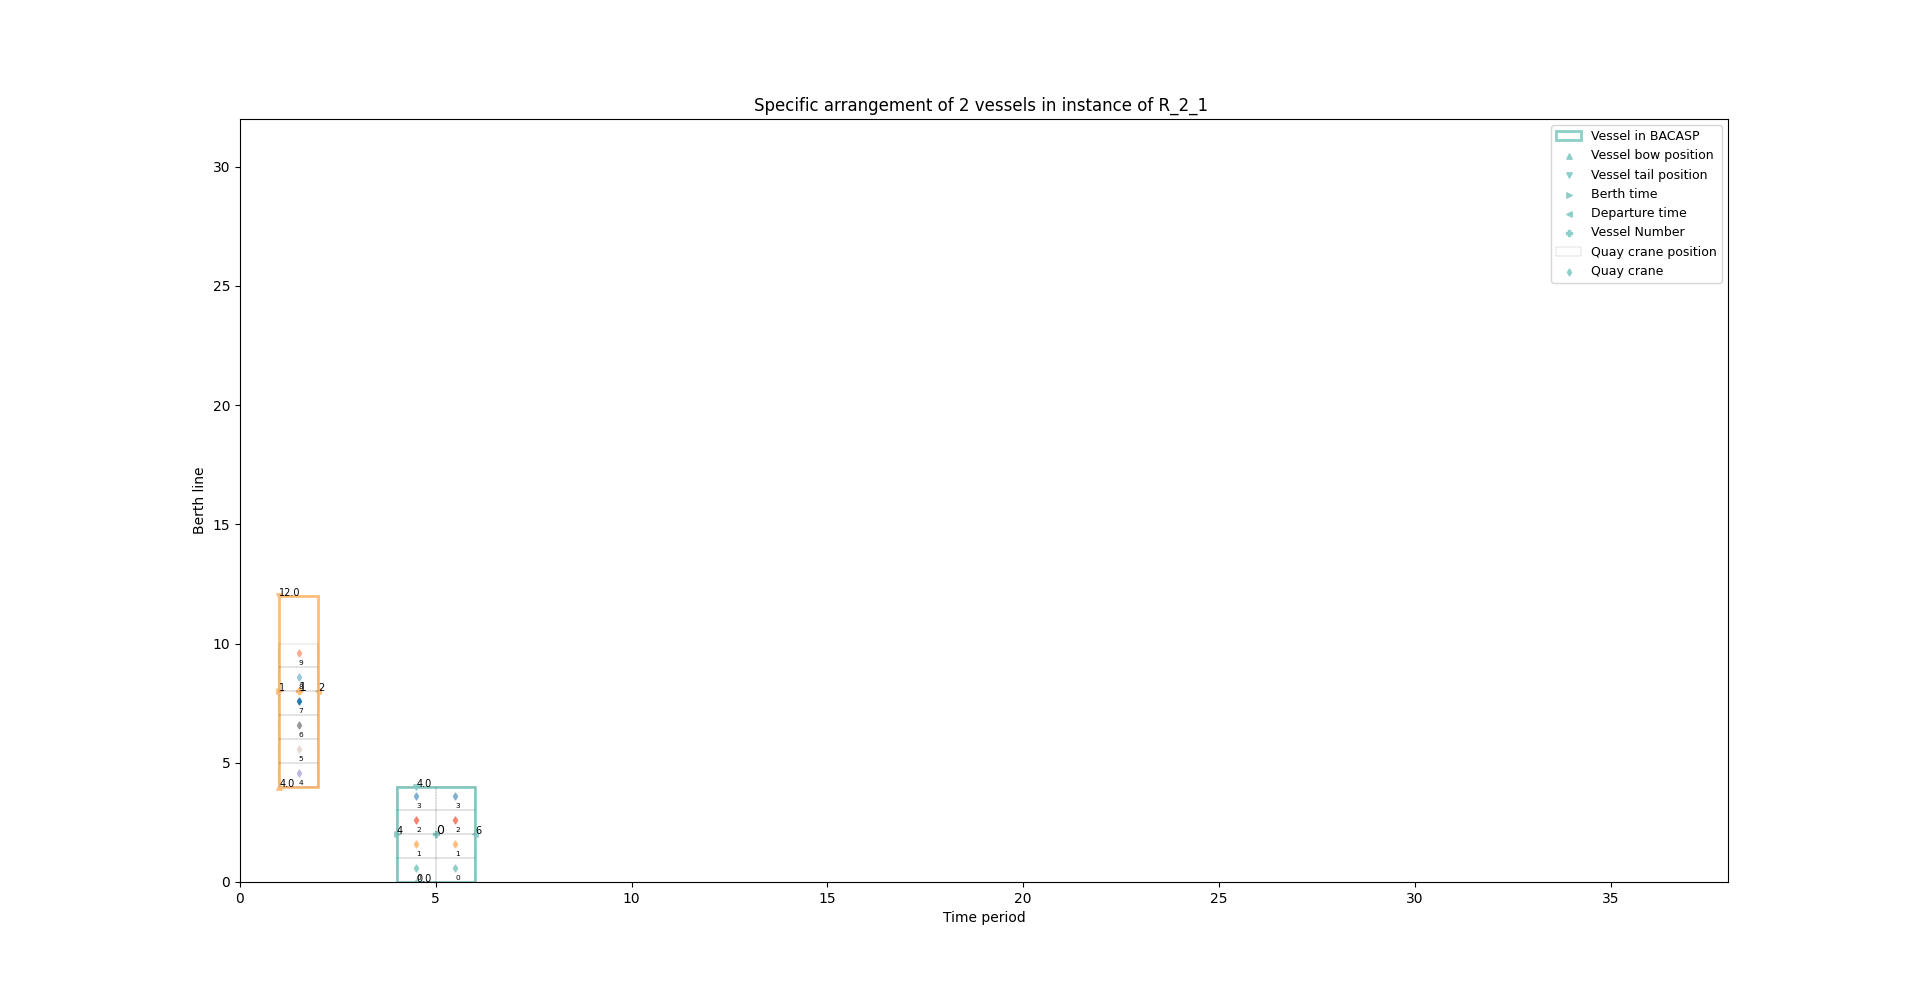 Specific arrangement of 2 vessels in instance of R_2_1
Vessel in BACASP
Vessel bow position
Vessel tail position
Berth time
Departure time
Vessel Number
Quay crane position
Quay crane
30
25
20
15
10
5
0
Berth line
12.0
9
8
1 1 2
7
6
5
4.0 4
4.0
3 3
2 2
4 0 6
1 1
0.0 0
0 5 10 15 20 25 30 35
Time period